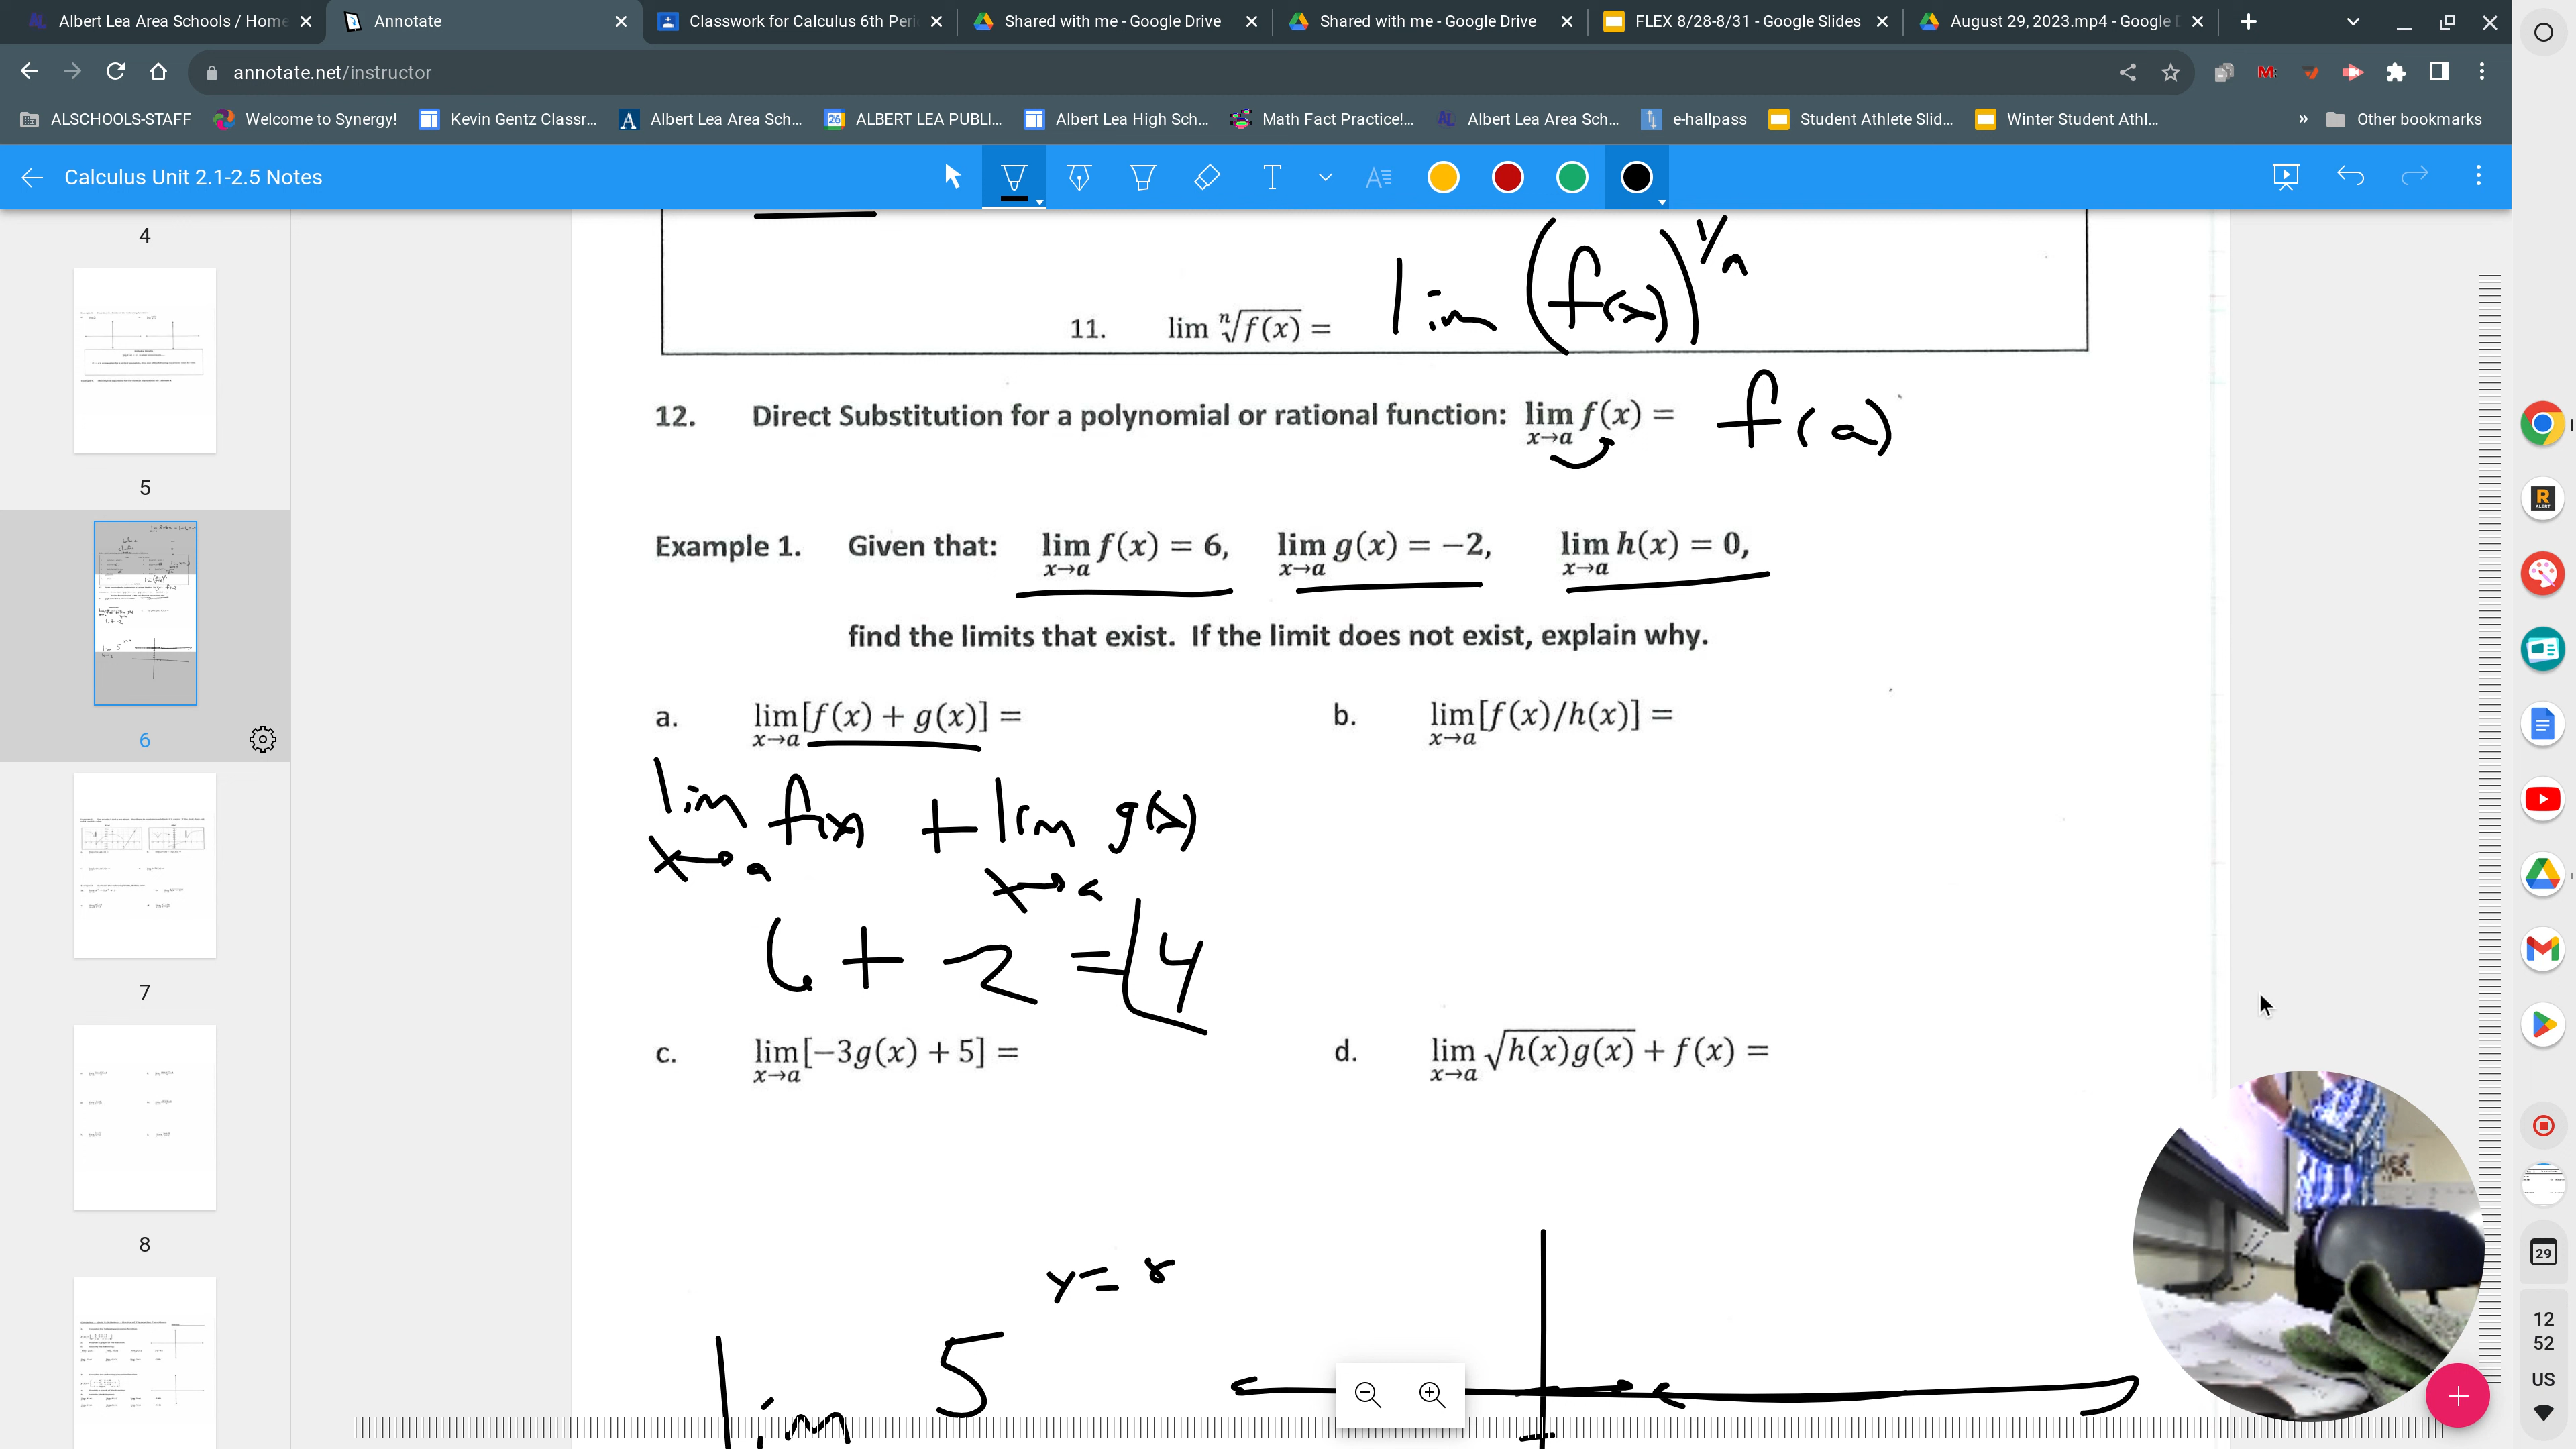 Albert Lea Area Schools / Home
Annotate
Classwork for Calculus 6th Peri
Shared with me - Google Drive
Shared with me - Google Drive
FLEX 8/28-8/31 - Google Slides
August 29, 2023.mp4 - Google D
annotate.net/instructor
ALSCHOOLS-STAFF
Welcome to Synergy!
Kevin Gentz Classr...
Albert Lea Area Sch...
ALBERT LEA PUBLI...
Albert Lea High Sch...
Math Fact Practice!...
Albert Lea Area Sch...
e-hallpass
Student Athlete Slid...
Winter Student Athl...
» Other bookmarks
Calculus Unit 2.1-2.5 Notes
4
5
6
7
8
11. lim ⁿ√f(x) = lim (f(x))^1/n
12. Direct Substitution for a polynomial or rational function: lim x→a f(x) = f(a)
Example 1. Given that: lim x→a f(x) = 6, lim x→a g(x) = −2, lim x→a h(x) = 0,
find the limits that exist. If the limit does not exist, explain why.
a. lim x→a [f(x) + g(x)] =
b. lim x→a [f(x)/h(x)] =
lim x→a f(x) + lim x→a g(x)
6 + -2 = 4
c. lim x→a [−3g(x) + 5] =
d. lim x→a √h(x)g(x) + f(x) =
y = 8
lim 5
R
ALERT
29
12
52
US